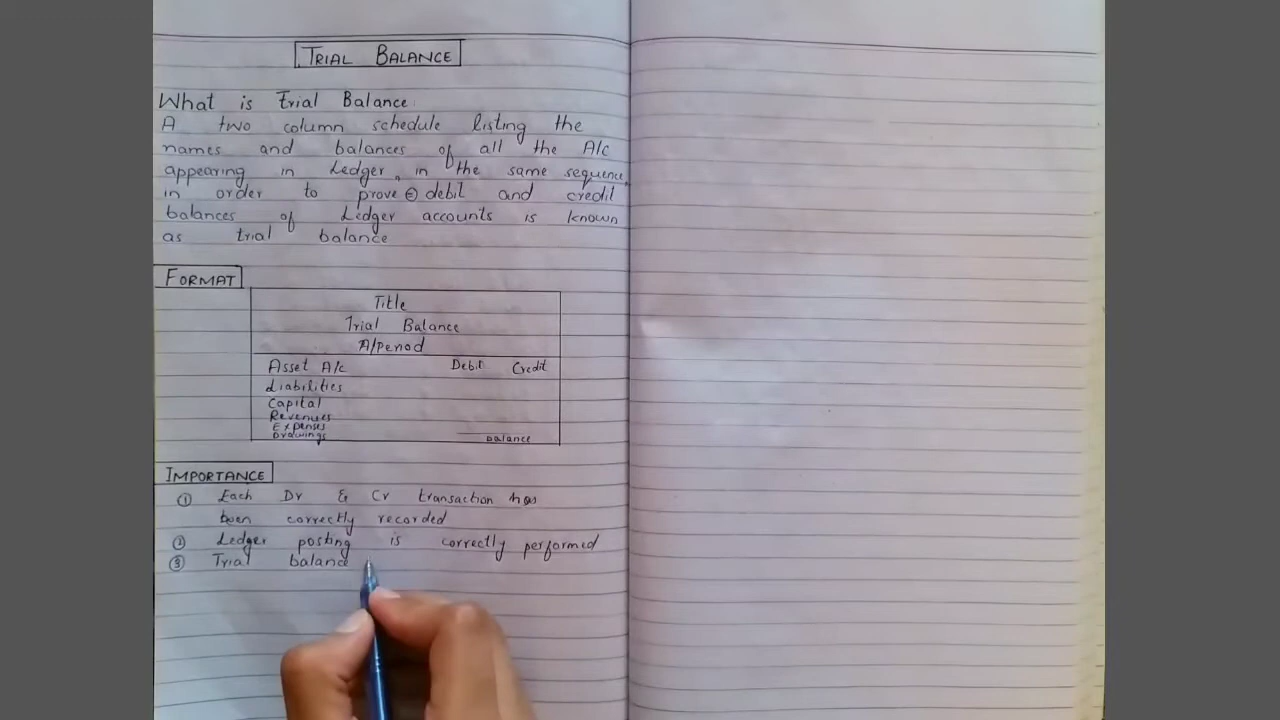 TRIAL BALANCE
What is trial Balance
A two column schedule listing the
names and balances of all the A/c
appearing in Ledger, in the same sequence,
in order to prove debit and credit
balances of Ledger accounts is known
as trial balance
FORMAT
Title
Trial Balance
A/period
Asset A/c Debit Credit
Liabilities
Capital
Revenues
Expenses
Drawings balance
IMPORTANCE
① Each Dr & Cr transaction has
been correctly recorded
② Ledger posting is correctly performed
③ Trial balance